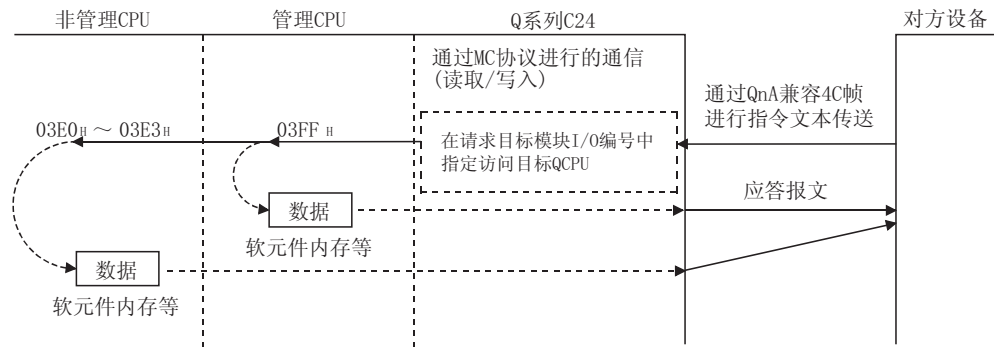 非管理CPU
管理CPU
Q系列C24
对方设备
通过MC协议进行的通信
(读取/写入)
通过QnA兼容4C帧
进行指令文本传送
03E0H ～ 03E3H
03FF H
在请求目标模块I/O编号中
指定访问目标QCPU
应答报文
数据
软元件内存等
数据
软元件内存等